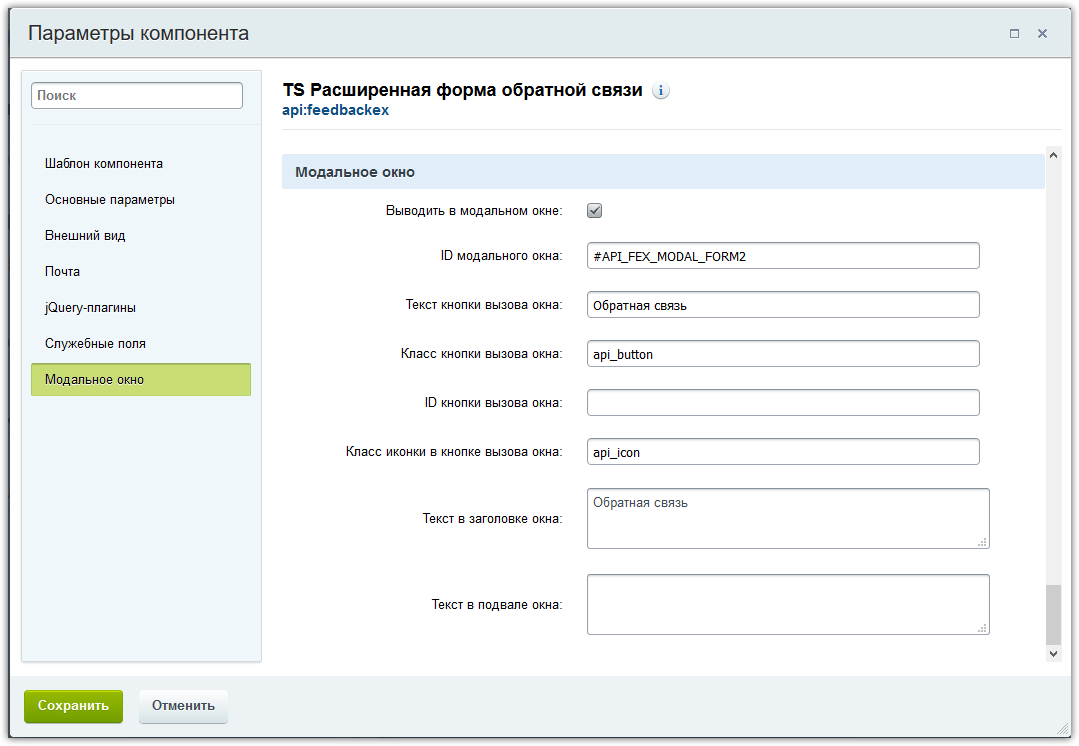 Параметры компонента
Поиск
Шаблон компонента
Основные параметры
Внешний вид
Почта
jQuery-плагины
Служебные поля
Модальное окно
TS Расширенная форма обратной связи
api:feedbackex
Модальное окно
Выводить в модальном окне:
ID модального окна: #API_FEX_MODAL_FORM2
Текст кнопки вызова окна: Обратная связь
Класс кнопки вызова окна: api_button
ID кнопки вызова окна:
Класс иконки в кнопке вызова окна: api_icon
Текст в заголовке окна: Обратная связь
Текст в подвале окна:
Сохранить Отменить